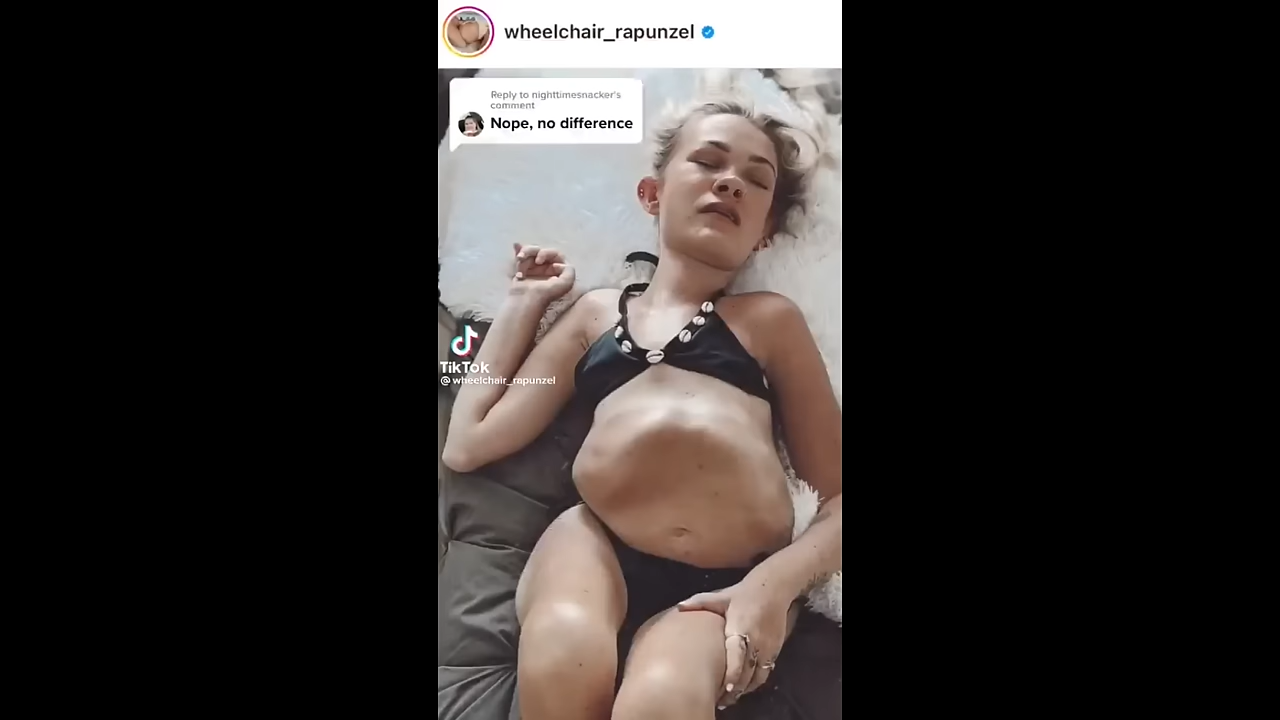 wheelchair_rapunzel
Reply to nighttimesnacker's
comment
Nope, no difference
TikTok
@wheelchair_rapunzel